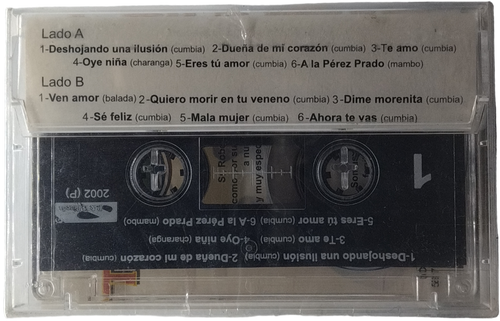 Lado A
1-Deshojando una ilusión (cumbia) 2-Dueña de mí corazón (cumbia) 3-Te amo (cumbia)
4-Oye niña (charanga) 5-Eres tú amor (cumbia) 6-A la Pérez Prado (mambo)
Lado B
1-Ven amor (balada) 2-Quiero morir en tu veneno (cumbia) 3-Dime morenita (cumbia)
4-Sé feliz (cumbia) 5-Mala mujer (cumbia) 6-Ahora te vas (cumbia)
1
1-Deshojando una ilusión (cumbia) 2-Dueña de mi corazón (cumbia)
3-Te amo (cumbia) 4-Oye niña (charanga)
5-Eres tú amor (cumbia) 6-A la Pérez Prado (mambo)
2002 (P)
y muy espe